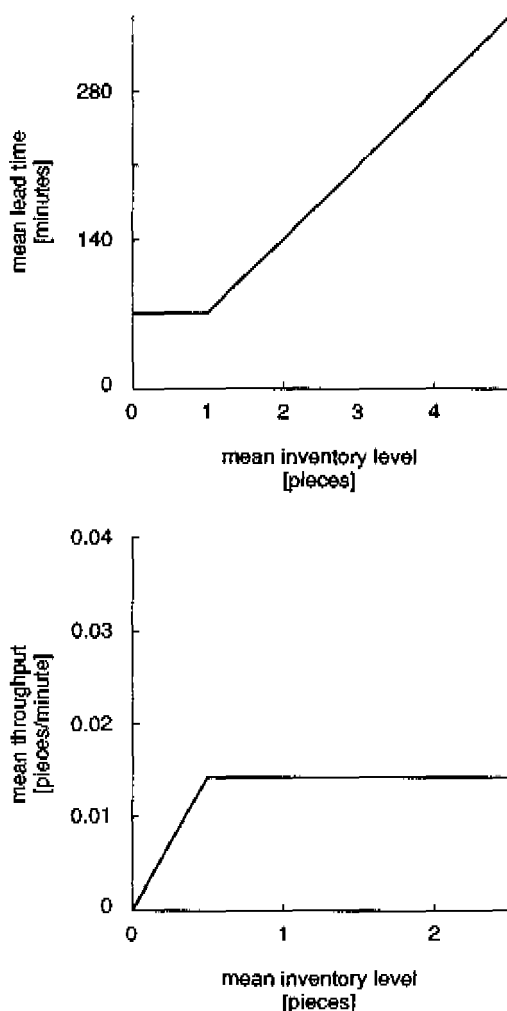 280
mean lead time
[minutes]
140
0
0 1 2 3 4
mean inventory level
[pieces]
0.04
0.03
mean throughput
[pieces/minute]
0.02
0.01
0
0 1 2
mean inventory level
[pieces]